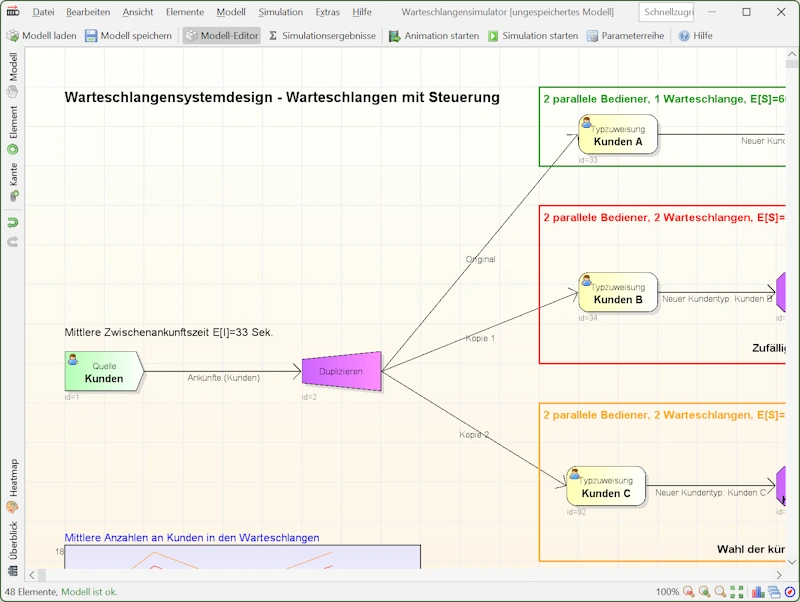 Datei Bearbeiten Ansicht Elemente Modell Simulation Extras Hilfe Warteschlangensimulator [ungespeichertes Modell] Schnellzugri
Modell laden Modell speichern Modell-Editor Σ Simulationsergebnisse Animation starten Simulation starten Parameterreihe Hilfe
Modell
Element
Kante
Heatmap
Überblick
Warteschlangensystemdesign - Warteschlangen mit Steuerung
2 parallele Bediener, 1 Warteschlange, E[S]=6
Typzuweisung
Kunden A
Neuer Kund
id=33
Original
2 parallele Bediener, 2 Warteschlangen, E[S]=
Typzuweisung
Kunden B
Neuer Kundentyp: Kunden B
id=34
id=
Kopie 1
Zufällig
Mittlere Zwischenankunftszeit E[I]=33 Sek.
Quelle
Kunden
Ankünfte (Kunden)
id=1
Duplizieren
id=2
Kopie 2
2 parallele Bediener, 2 Warteschlangen, E[S]=
Typzuweisung
Kunden C
Neuer Kundentyp: Kunden C
id=92
id=
Wahl der kür
Mittlere Anzahlen an Kunden in den Warteschlangen
18
48 Elemente, Modell ist ok. 100%